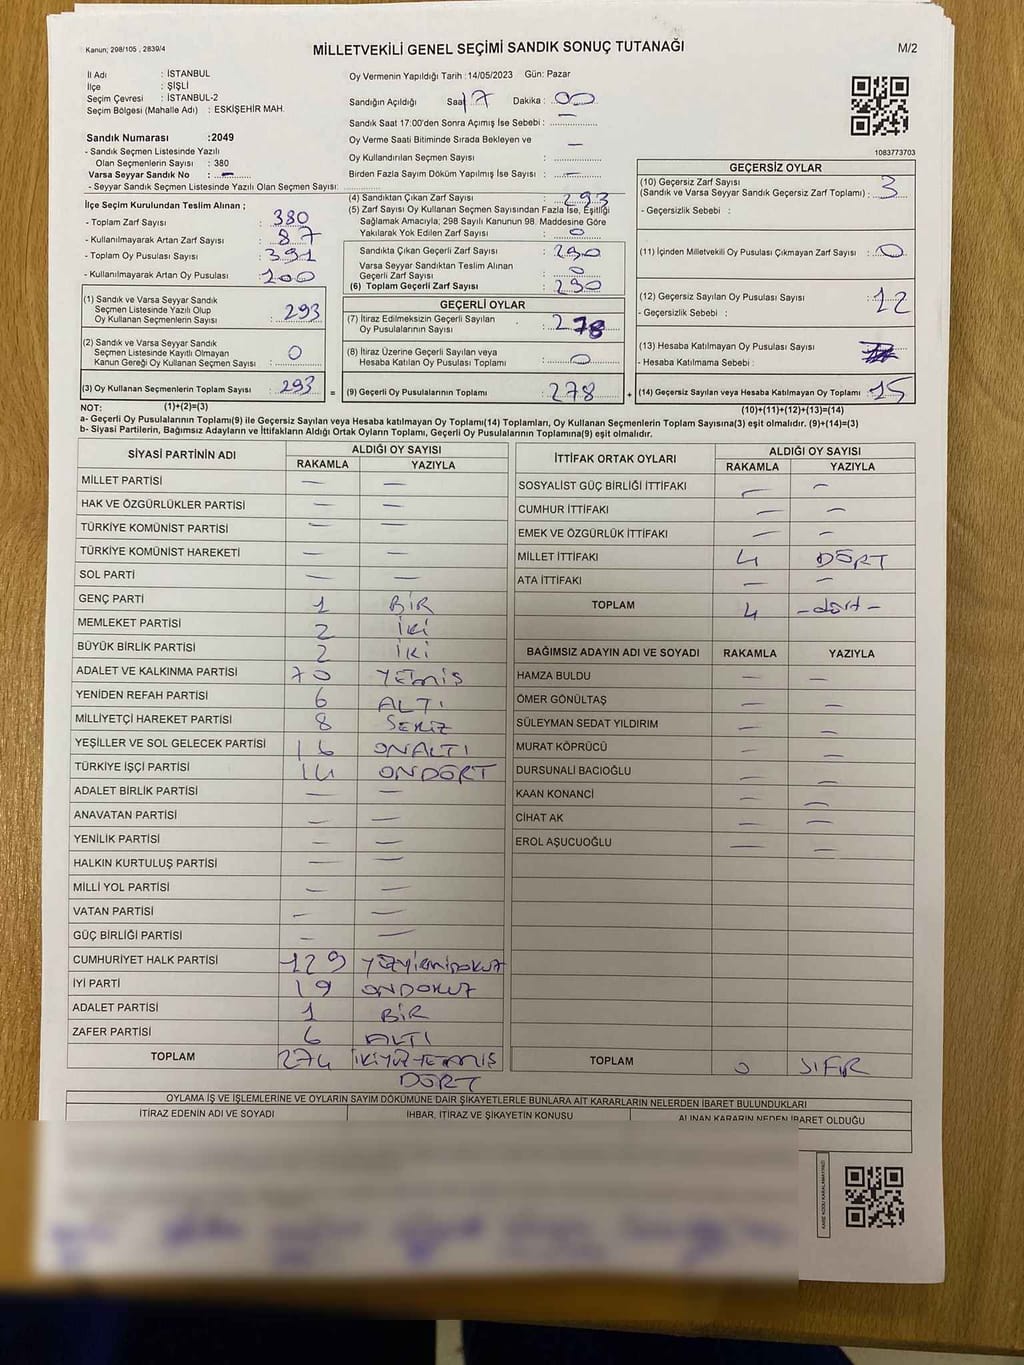 Kanun; 298/105 , 2839/4
MİLLETVEKİLİ GENEL SEÇİMİ SANDIK SONUÇ TUTANAĞI
M/2
İl Adı : İSTANBUL
İlçe : ŞİŞLİ
Seçim Çevresi : İSTANBUL-2
Seçim Bölgesi (Mahalle Adı) : ESKİŞEHİR MAH.
Sandık Numarası :2049
- Sandık Seçmen Listesinde Yazılı
Olan Seçmenlerin Sayısı : 380
Varsa Seyyar Sandık No : –
- Seyyar Sandık Seçmen Listesinde Yazılı Olan Seçmen Sayısı:
Oy Vermenin Yapıldığı Tarih :14/05/2023 Gün: Pazar
Sandığın Açıldığı Saat 17 Dakika : 00
Sandık Saat 17:00'den Sonra Açımış İse Sebebi : —
Oy Verme Saati Bitiminde Sırada Bekleyen ve —
Oy Kullandırılan Seçmen Sayısı :
Birden Fazla Sayım Döküm Yapılmış İse Sayısı : —
1083773703
İlçe Seçim Kurulundan Teslim Alınan ;
- Toplam Zarf Sayısı : 380
- Kullanılmayarak Artan Zarf Sayısı : 87
- Toplam Oy Pusulası Sayısı : 391
- Kullanılmayarak Artan Oy Pusulası : 100
(1) Sandık ve Varsa Seyyar Sandık
Seçmen Listesinde Yazılı Olup
Oy Kullanan Seçmenlerin Sayısı : 293
(2) Sandık ve Varsa Seyyar Sandık
Seçmen Listesinde Kayıtlı Olmayan
Kanun Gereği Oy Kullanan Seçmen Sayısı : 0
(3) Oy Kullanan Seçmenlerin Toplam Sayısı : 293 =
(4) Sandıktan Çıkan Zarf Sayısı : 293
(5) Zarf Sayısı Oy Kullanan Seçmen Sayısından Fazla İse, Eşitliği
Sağlamak Amacıyla; 298 Sayılı Kanunun 98. Maddesine Göre
Yakılarak Yok Edilen Zarf Sayısı : 0
Sandıkta Çıkan Geçerli Zarf Sayısı : 290
Varsa Seyyar Sandıktan Teslim Alınan
Geçerli Zarf Sayısı : 0
(6) Toplam Geçerli Zarf Sayısı : 290
GEÇERLİ OYLAR
(7) İtiraz Edilmeksizin Geçerli Sayılan
Oy Pusulalarının Sayısı : 278
(8) İtiraz Üzerine Geçerli Sayılan veya
Hesaba Katılan Oy Pusulaları Toplamı : 0
(9) Geçerli Oy Pusulalarının Toplamı : 278 +
GEÇERSİZ OYLAR
(10) Geçersiz Zarf Sayısı
(Sandık ve Varsa Seyyar Sandık Geçersiz Zarf Toplamı) : 3
- Geçersizlik Sebebi :
(11) İçinden Milletvekili Oy Pusulası Çıkmayan Zarf Sayısı : 0
(12) Geçersiz Sayılan Oy Pusulası Sayısı : 12
- Geçersizlik Sebebi :
(13) Hesaba Katılmayan Oy Pusulası Sayısı
- Hesaba Katılmama Sebebi :
(14) Geçersiz Sayılan veya Hesaba Katılmayan Oy Toplamı : 15
NOT: (1)+(2)=(3) (10)+(11)+(12)+(13)=(14)
a- Geçerli Oy Pusulalarının Toplamı(9) ile Geçersiz Sayılan veya Hesaba katılmayan Oy Toplamı(14) Toplamları, Oy Kullanan Seçmenlerin Toplam Sayısına(3) eşit olmalıdır. (9)+(14)=(3)
b- Siyasi Partilerin, Bağımsız Adayların ve İttifakların Aldığı Ortak Oyların Toplamı, Geçerli Oy Pusulalarının Toplamına(9) eşit olmalıdır.
SİYASİ PARTİNİN ADI ALDIĞI OY SAYISI
RAKAMLA YAZIYLA
MİLLET PARTİSİ — —
HAK VE ÖZGÜRLÜKLER PARTİSİ — —
TÜRKİYE KOMÜNİST PARTİSİ — —
TÜRKİYE KOMÜNİST HAREKETİ — —
SOL PARTİ — —
GENÇ PARTİ 1 BİR
MEMLEKET PARTİSİ 2 İKİ
BÜYÜK BİRLİK PARTİSİ 2 İKİ
ADALET VE KALKINMA PARTİSİ 70 YETMİŞ
YENİDEN REFAH PARTİSİ 6 ALTI
MİLLİYETÇİ HAREKET PARTİSİ 8 SEKİZ
YEŞİLLER VE SOL GELECEK PARTİSİ 16 ONALTI
TÜRKİYE İŞÇİ PARTİSİ 14 ONDÖRT
ADALET BİRLİK PARTİSİ — —
ANAVATAN PARTİSİ — —
YENİLİK PARTİSİ — —
HALKIN KURTULUŞ PARTİSİ — —
MİLLİ YOL PARTİSİ — —
VATAN PARTİSİ — —
GÜÇ BİRLİĞİ PARTİSİ — —
CUMHURİYET HALK PARTİSİ 129 YÜZYİRMİDOKUZ
İYİ PARTİ 19 ONDOKUZ
ADALET PARTİSİ 1 BİR
ZAFER PARTİSİ 6 ALTI
TOPLAM 274 İKİYÜZYETMİŞ
DÖRT
İTTİFAK ORTAK OYLARI ALDIĞI OY SAYISI
RAKAMLA YAZIYLA
SOSYALİST GÜÇ BİRLİĞİ İTTİFAKI — —
CUMHUR İTTİFAKI — —
EMEK VE ÖZGÜRLÜK İTTİFAKI — —
MİLLET İTTİFAKI 4 DÖRT
ATA İTTİFAKI — —
TOPLAM 4 -dört-
BAĞIMSIZ ADAYIN ADI VE SOYADI RAKAMLA YAZIYLA
HAMZA BULDU — —
ÖMER GÖNÜLTAŞ — —
SÜLEYMAN SEDAT YILDIRIM — —
MURAT KÖPRÜCÜ — —
DURSUNALİ BACIOĞLU — —
KAAN KONANCİ — —
CİHAT AK — —
EROL AŞUCUOĞLU — —
TOPLAM 0 SIFIR
OYLAMA İŞ VE İŞLEMLERİNE VE OYLARIN SAYIM DÖKÜMÜNE DAİR ŞİKAYETLERLE BUNLARA AİT KARARLARIN NELERDEN İBARET BULUNDUKLARI
İTİRAZ EDENİN ADI VE SOYADI İHBAR, İTİRAZ VE ŞİKAYETİN KONUSU ALINAN KARARIN NEDEN İBARET OLDUĞU
KARE KODU KARALAMAYINIZ!